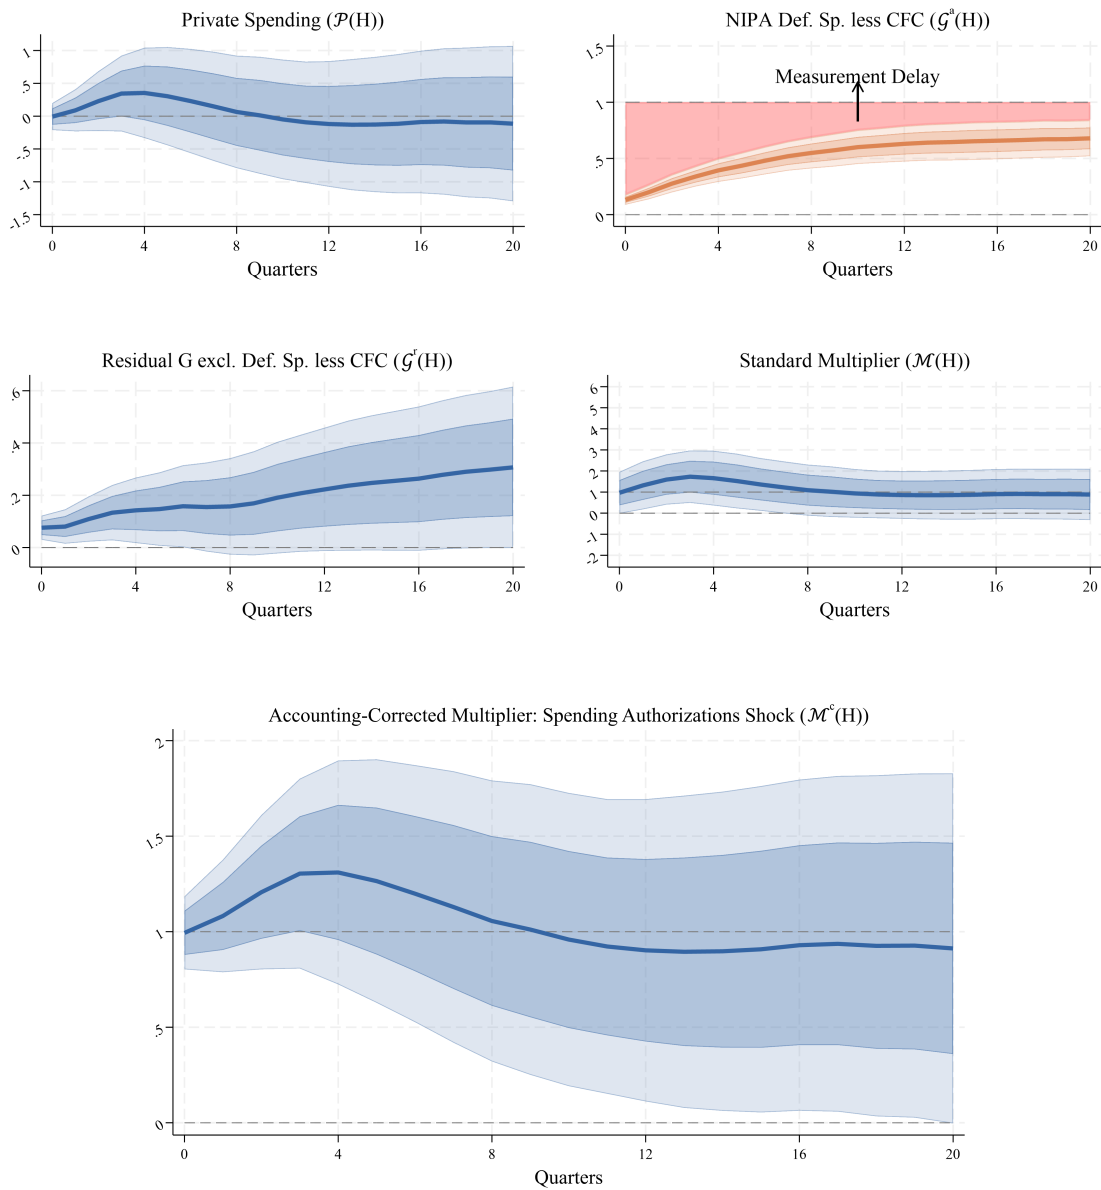 Private Spending (𝒫(H))
1
.5
0
-.5
-1
-1.5
0 4 8 12 16 20
Quarters
NIPA Def. Sp. less CFC (𝒢ᵃ(H))
1.5
1
.5
0
Measurement Delay
0 4 8 12 16 20
Quarters
Residual G excl. Def. Sp. less CFC (𝒢ʳ(H))
.6
.4
.2
0
0 4 8 12 16 20
Quarters
Standard Multiplier (ℳ(H))
6
5
4
3
2
1
0
-1
-2
0 4 8 12 16 20
Quarters
Accounting-Corrected Multiplier: Spending Authorizations Shock (ℳᶜ(H))
2
1.5
1
.5
0
0 4 8 12 16 20
Quarters